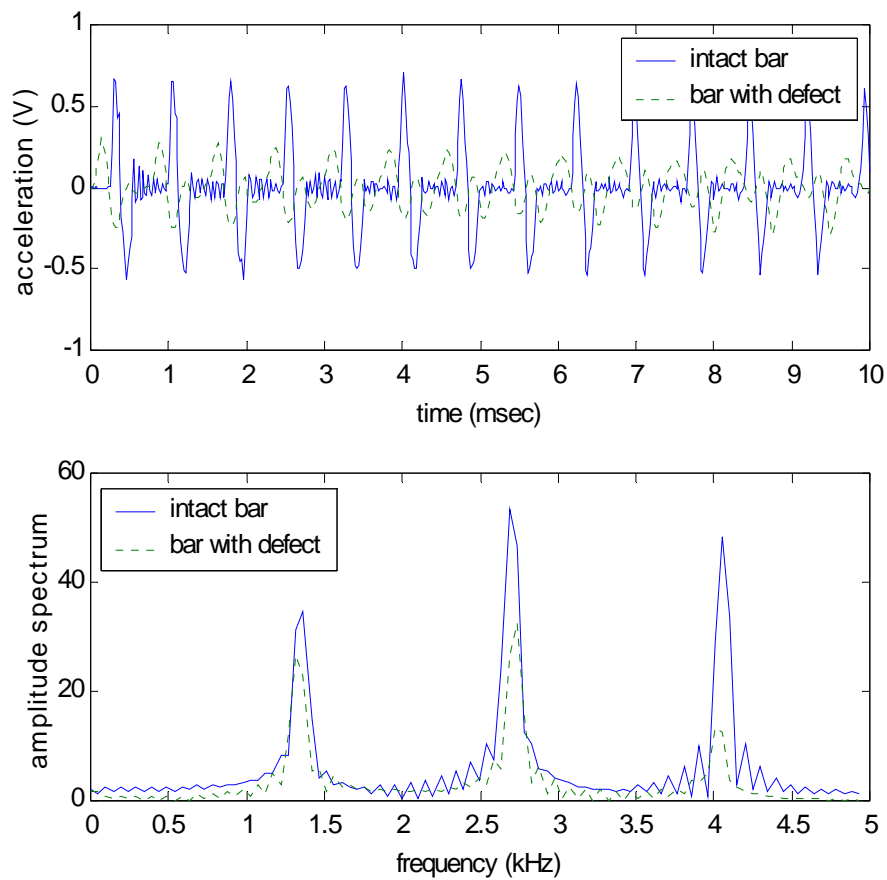 1
0.5
0
-0.5
-1
acceleration (V)
intact bar
bar with defect
0 1 2 3 4 5 6 7 8 9 10
time (msec)
60
40
20
0
amplitude spectrum
intact bar
bar with defect
0 0.5 1 1.5 2 2.5 3 3.5 4 4.5 5
frequency (kHz)